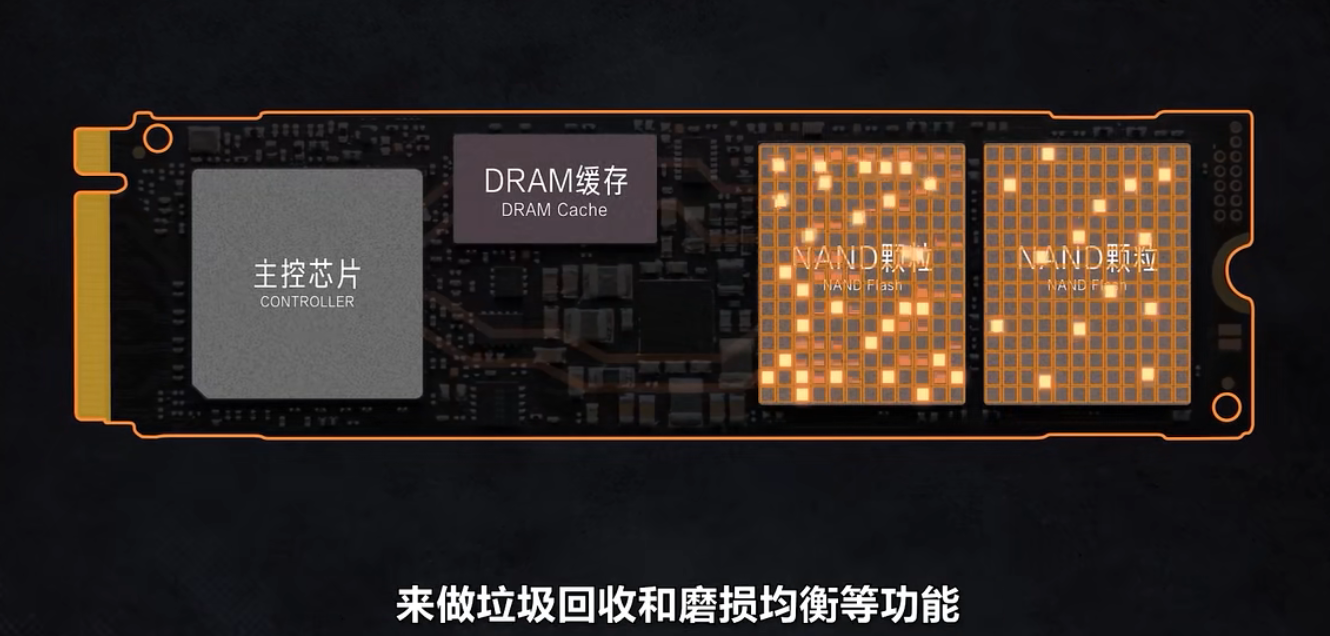 DRAM缓存
DRAM Cache
主控芯片
CONTROLLER
NAND颗粒
NAND Flash
NAND颗粒
NAND Flash
来做垃圾回收和磨损均衡等功能